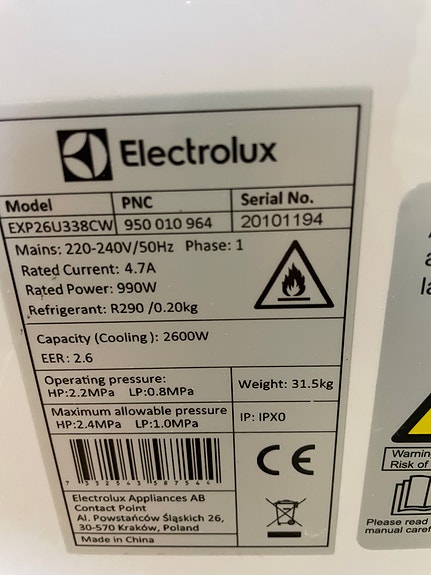 Electrolux
Model PNC Serial No.
EXP26U338CW 950 010 964 20101194
Mains: 220-240V/50Hz Phase: 1
Rated Current: 4.7A
Rated Power: 990W
Refrigerant: R290 /0.20kg
Capacity (Cooling): 2600W
EER: 2.6
Operating pressure:
HP:2.2MPa LP:0.8MPa
Weight: 31.5kg
Maximum allowable pressure
HP:2.4MPa LP:1.0MPa
IP: IPX0
7 332543 587544
CE
Electrolux Appliances AB
Contact Point
Al. Powstańców Śląskich 26,
30-570 Kraków, Poland
Made in China
Warnin
Risk of
Please read
manual caref